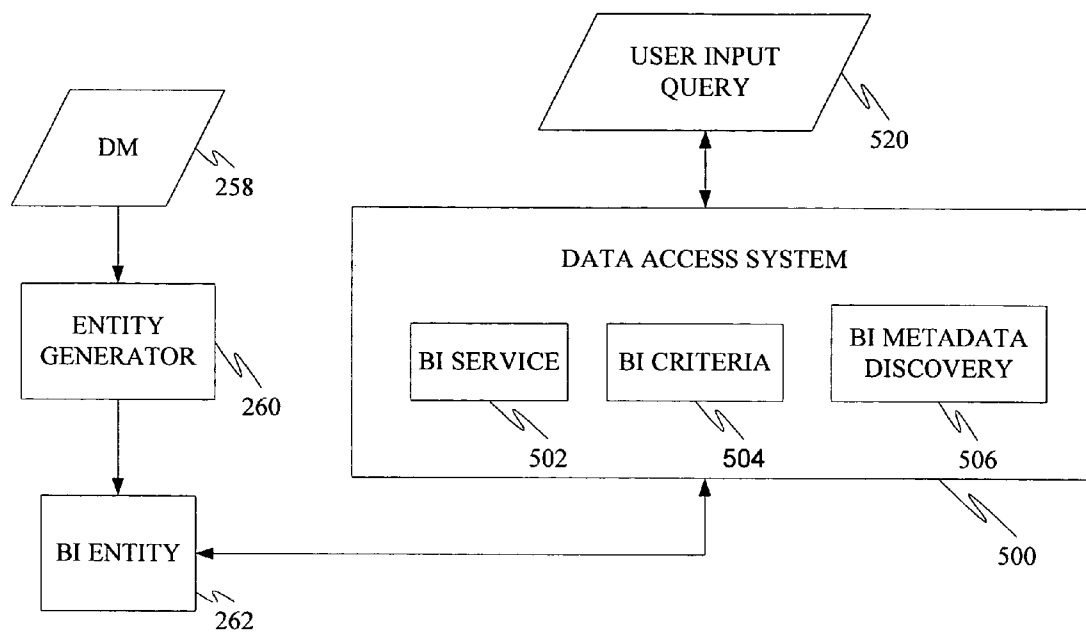 USER INPUT
QUERY
520
DM
258
DATA ACCESS SYSTEM
ENTITY
GENERATOR
260
BI SERVICE
502
BI CRITERIA
504
BI METADATA
DISCOVERY
506
500
BI ENTITY
262